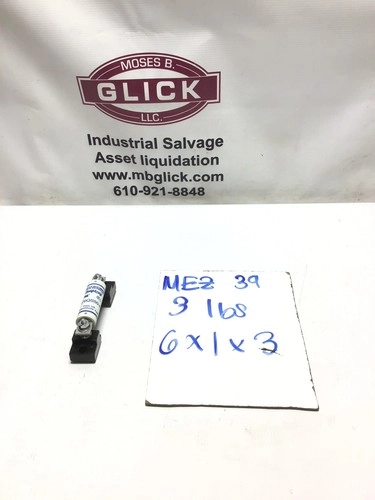 MOSES B.
GLICK
LLC.
Industrial Salvage
Asset liquidation
www.mbglick.com
610-921-8848
MEZ 39
3 lbs
6x1x3